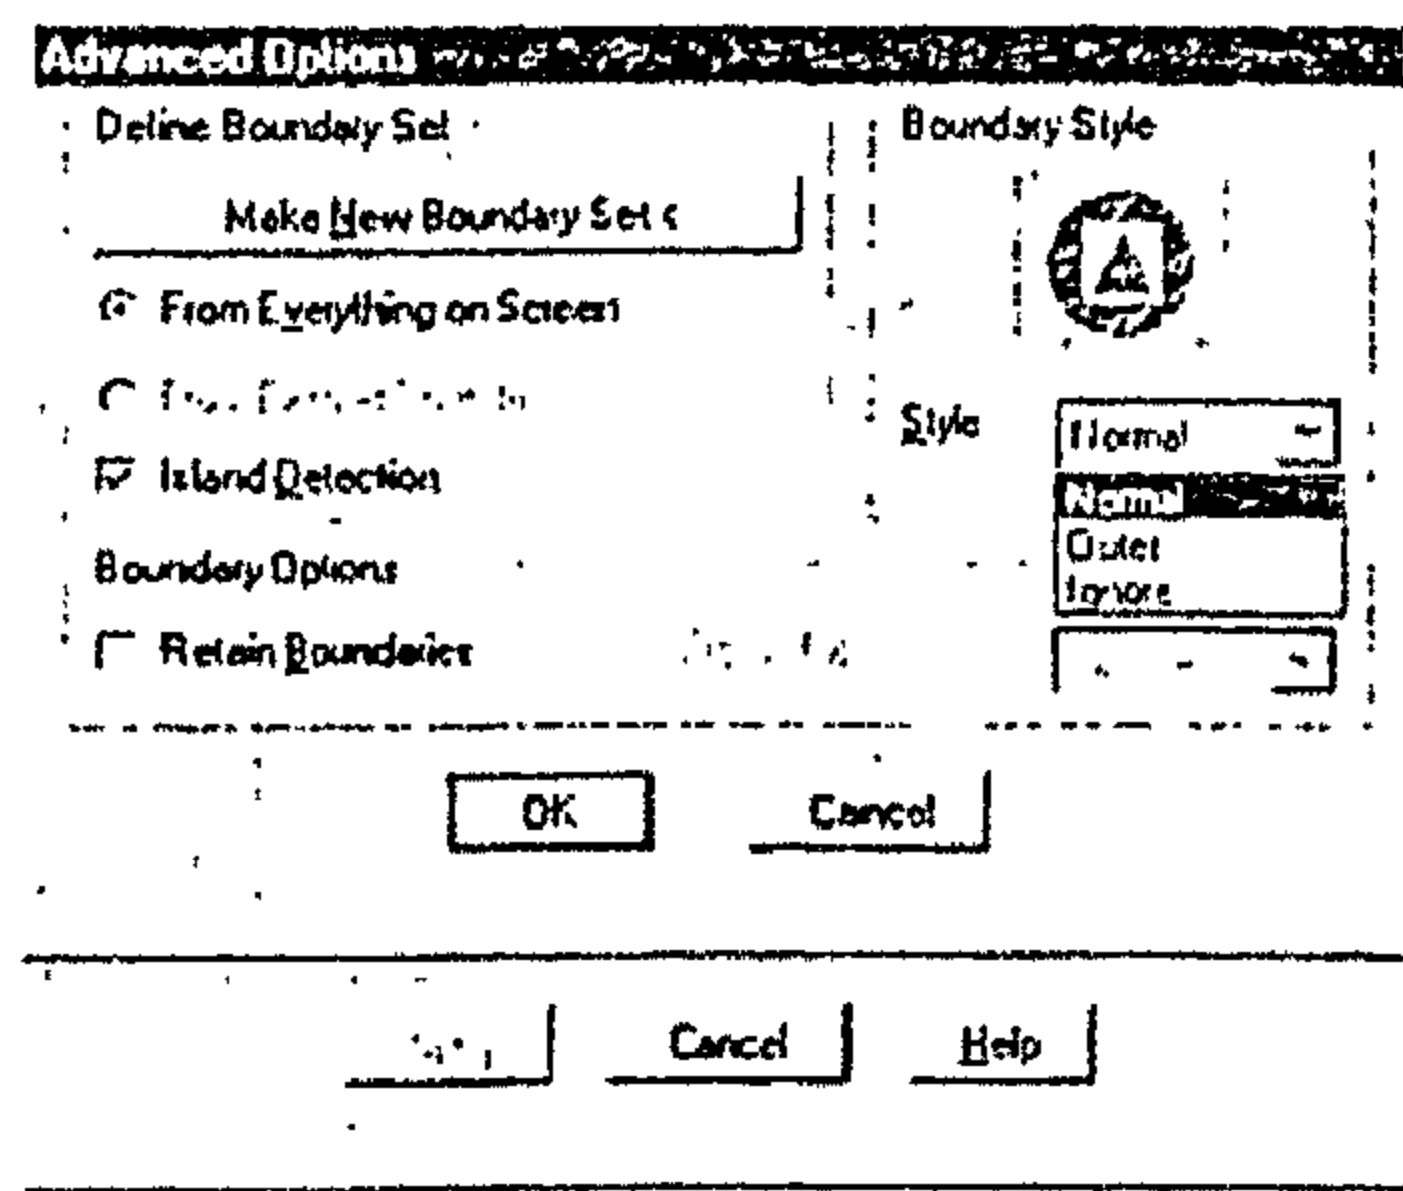 Advanced Options
Define Boundary Set
Make New Boundary Set <
From Everything on Screen
Island Detection
Boundary Options
Retain Boundaries
Boundary Style
Style
Normal
Normal
Outer
Ignore
OK
Cancel
Cancel
Help